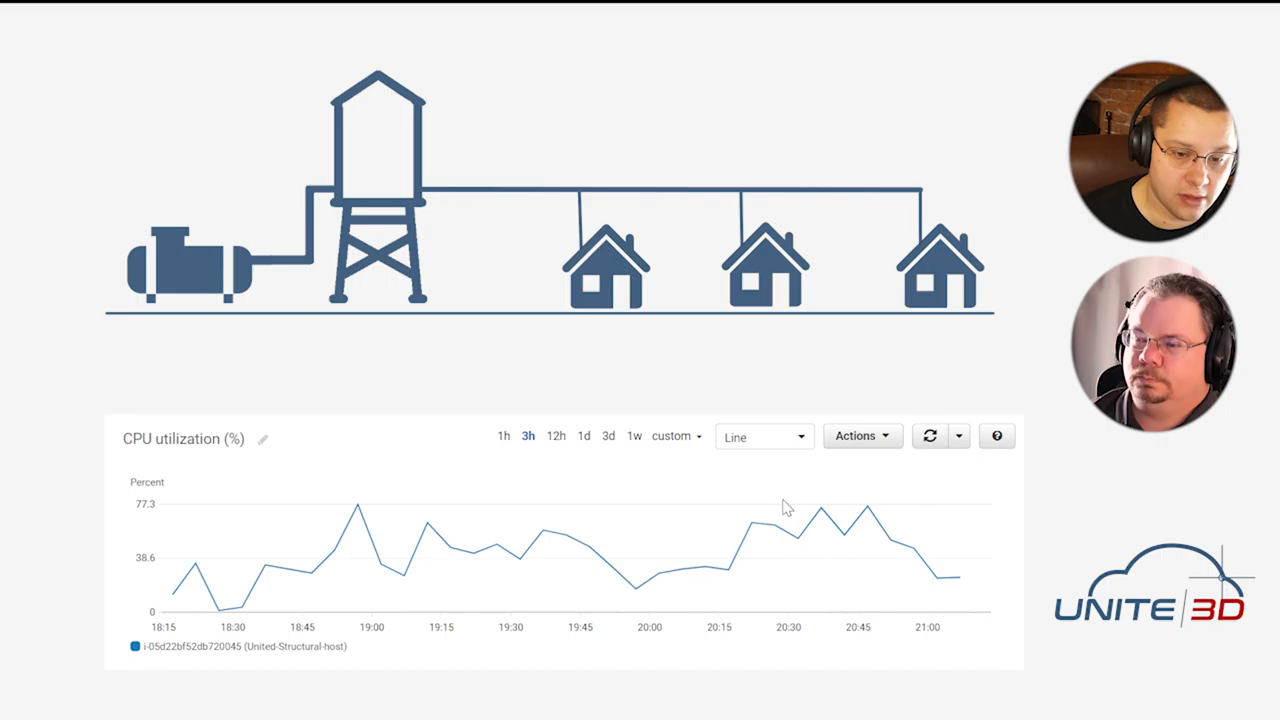 CPU utilization (%)
1h 3h 12h 1d 3d 1w custom
Line
Actions
?
Percent
77.3
38.6
0
18:15 18:30 18:45 19:00 19:15 19:30 19:45 20:00 20:15 20:30 20:45 21:00
i-05d22bf52db720045 (United-Structural-host)
UNITE|3D